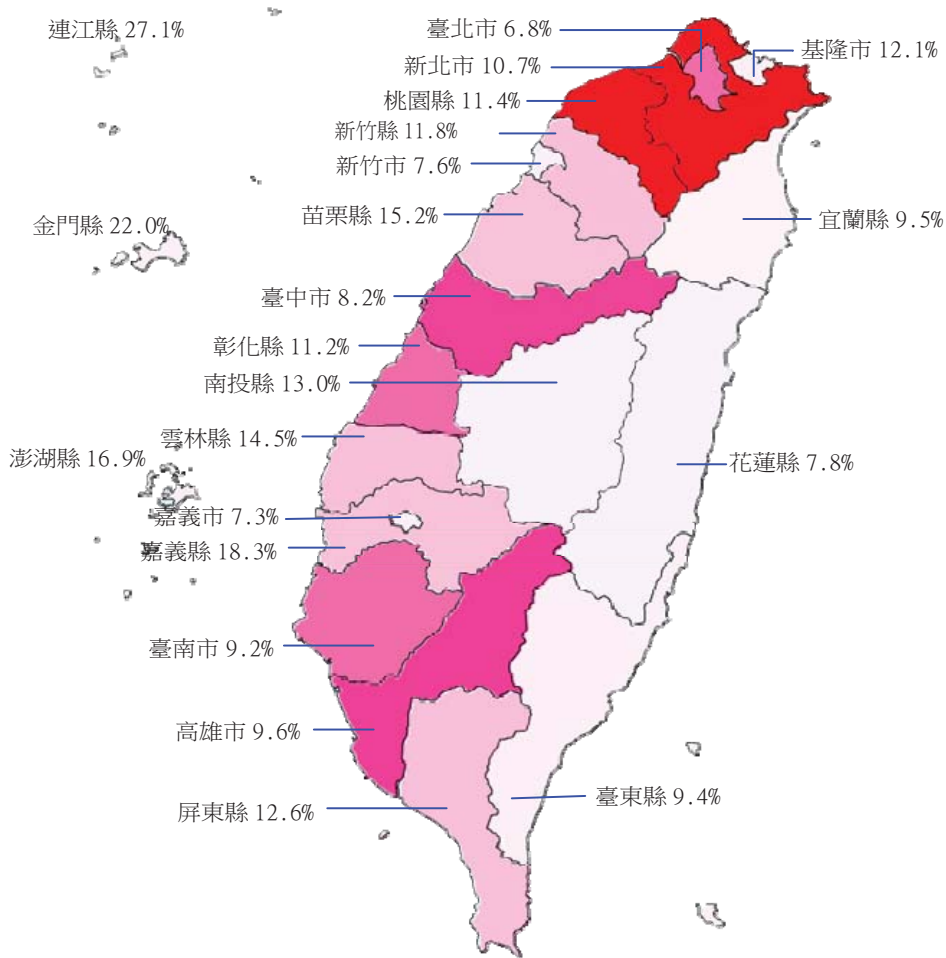 連江縣 27.1%
臺北市 6.8%
基隆市 12.1%
新北市 10.7%
桃園縣 11.4%
新竹縣 11.8%
新竹市 7.6%
苗栗縣 15.2%
金門縣 22.0%
宜蘭縣 9.5%
臺中市 8.2%
彰化縣 11.2%
南投縣 13.0%
雲林縣 14.5%
澎湖縣 16.9%
花蓮縣 7.8%
嘉義市 7.3%
嘉義縣 18.3%
臺南市 9.2%
高雄市 9.6%
臺東縣 9.4%
屏東縣 12.6%